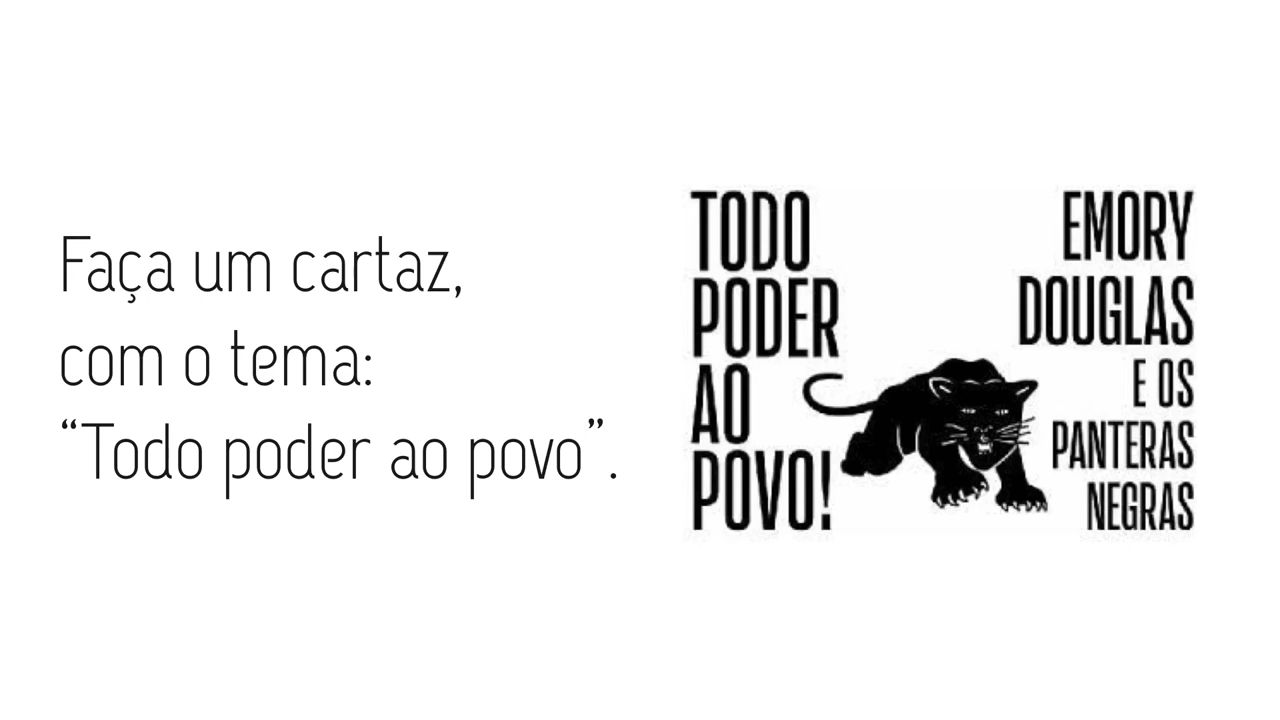 Faça um cartaz,
com o tema:
“Todo poder ao povo”.
TODO
PODER
AO
POVO!
EMORY
DOUGLAS
E OS
PANTERAS
NEGRAS